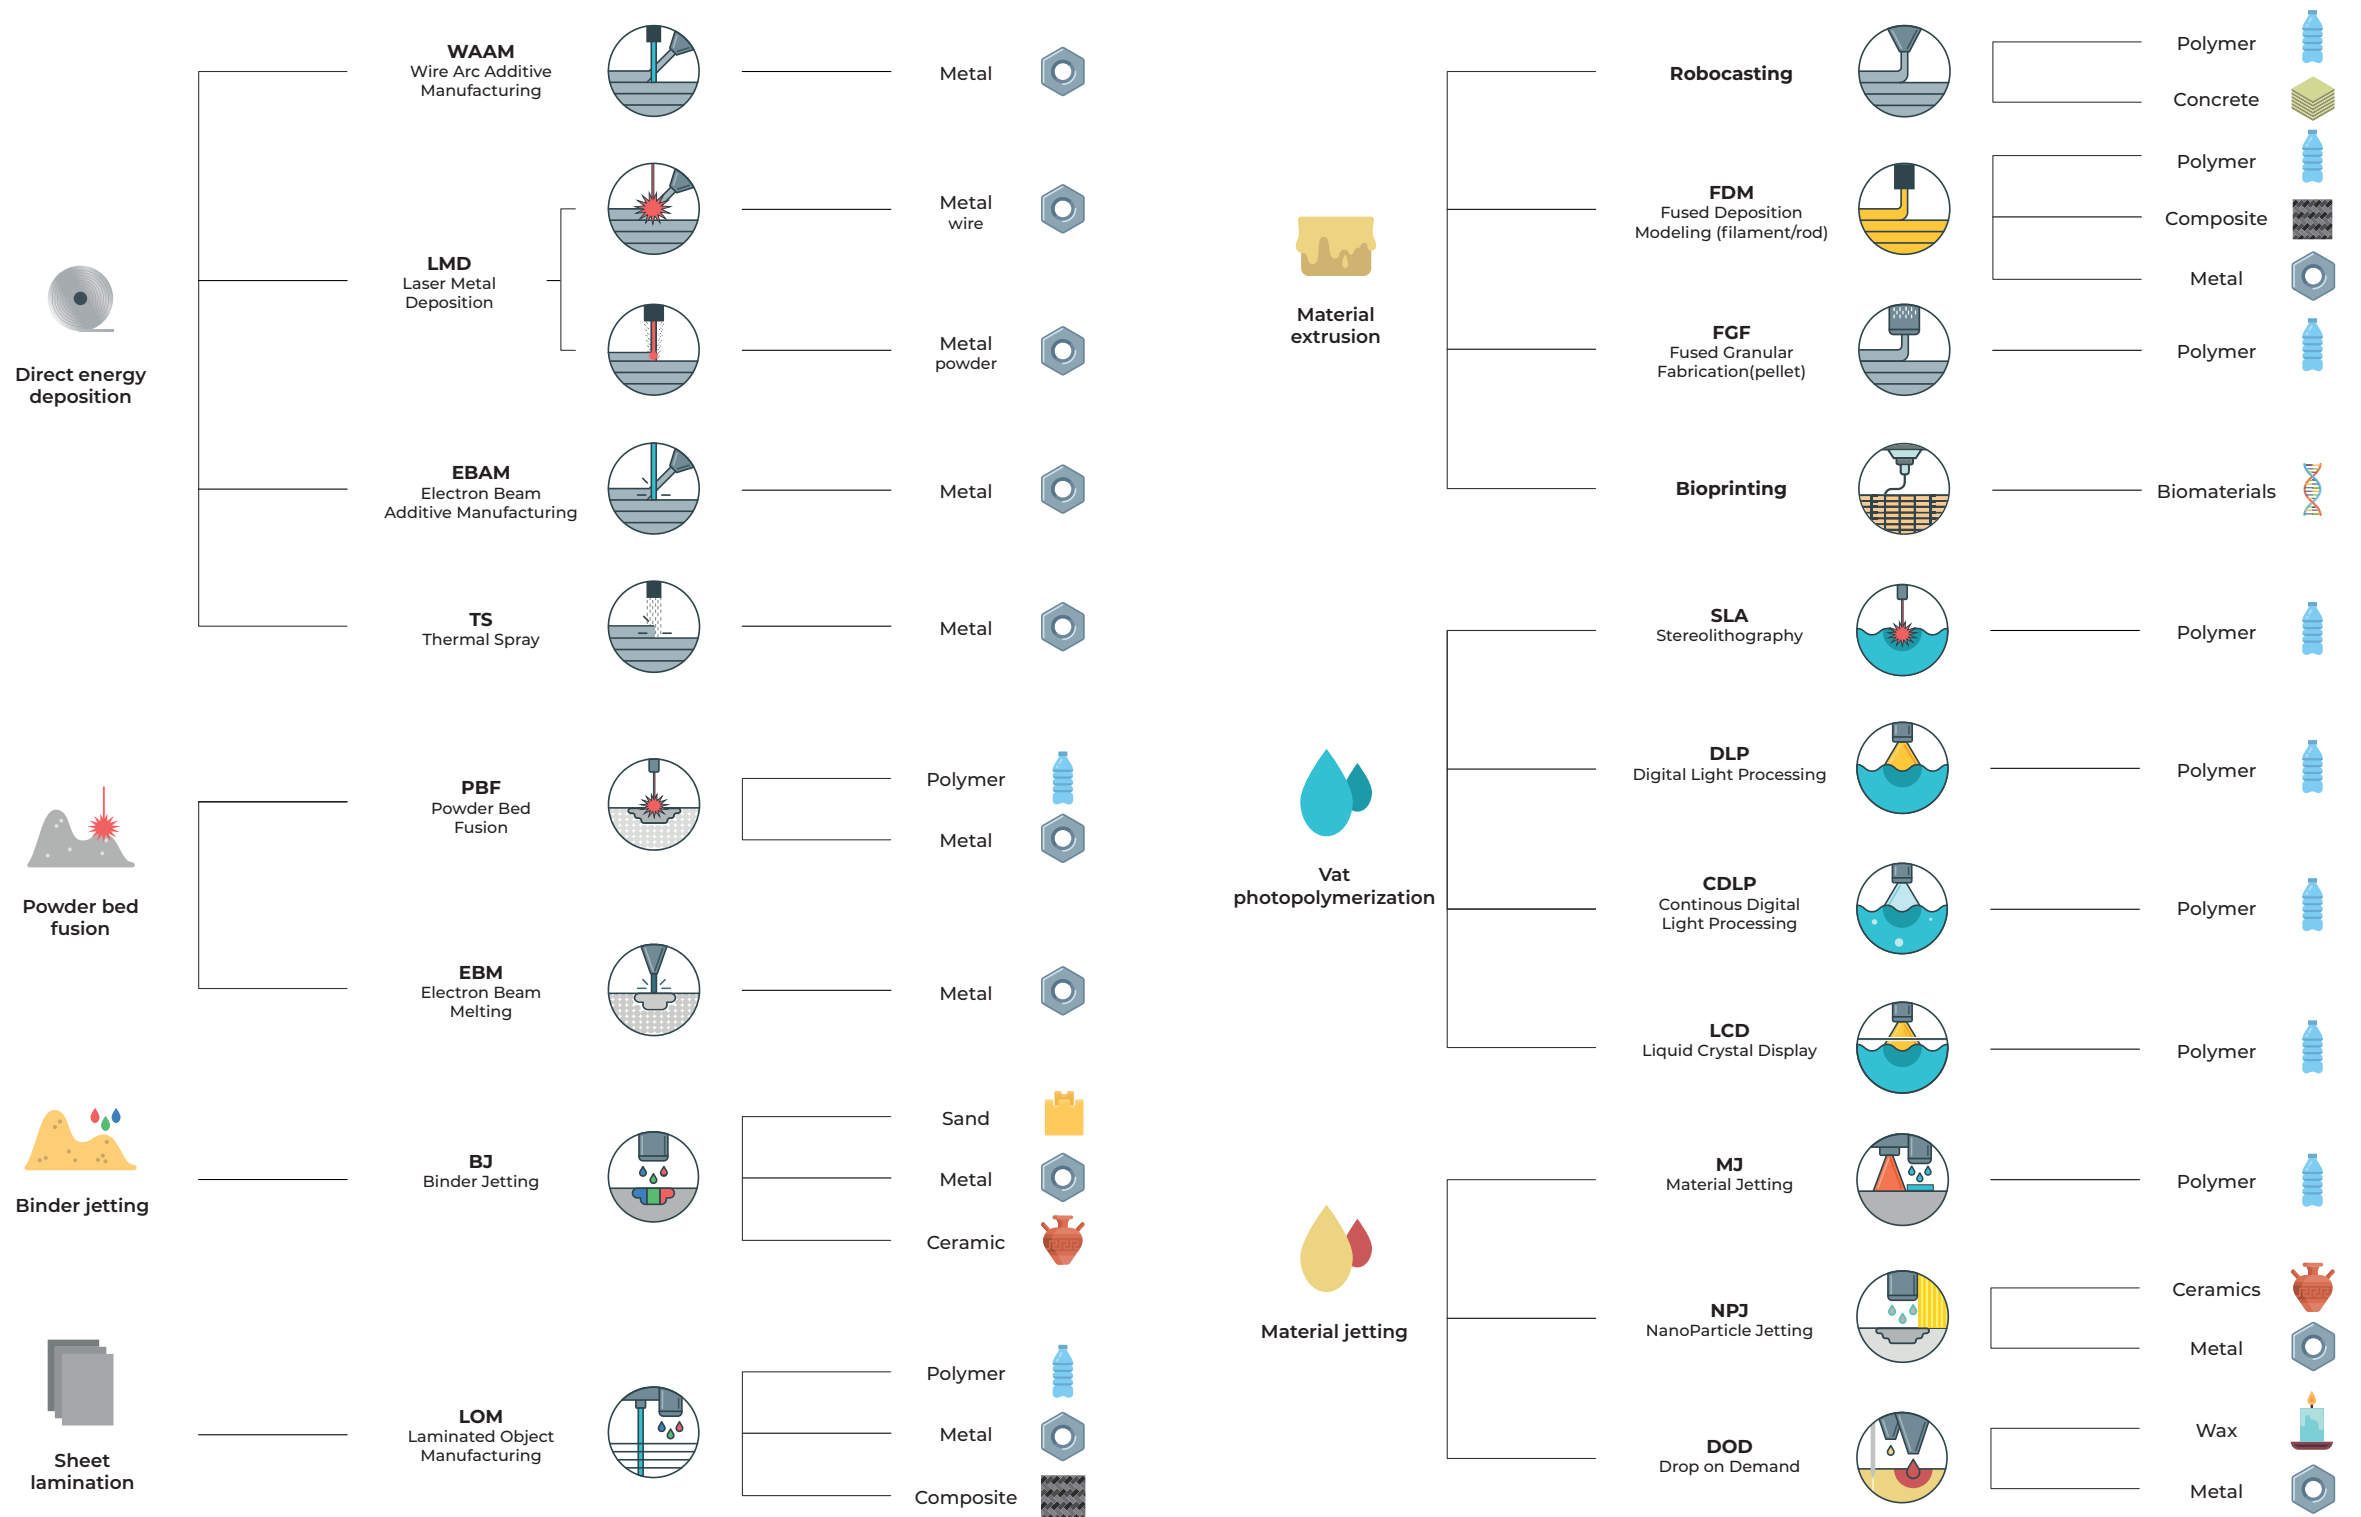 Direct energy
deposition
WAAM
Wire Arc Additive
Manufacturing
Metal
LMD
Laser Metal
Deposition
Metal
wire
Metal
powder
EBAM
Electron Beam
Additive Manufacturing
Metal
TS
Thermal Spray
Metal
Powder bed
fusion
PBF
Powder Bed
Fusion
Polymer
Metal
EBM
Electron Beam
Melting
Metal
Binder jetting
BJ
Binder Jetting
Sand
Metal
Ceramic
Sheet
lamination
LOM
Laminated Object
Manufacturing
Polymer
Metal
Composite
Material
extrusion
Robocasting
Polymer
Concrete
FDM
Fused Deposition
Modeling (filament/rod)
Polymer
Composite
Metal
FGF
Fused Granular
Fabrication(pellet)
Polymer
Bioprinting
Biomaterials
Vat
photopolymerization
SLA
Stereolithography
Polymer
DLP
Digital Light Processing
Polymer
CDLP
Continous Digital
Light Processing
Polymer
LCD
Liquid Crystal Display
Polymer
Material jetting
MJ
Material Jetting
Polymer
NPJ
NanoParticle Jetting
Ceramics
Metal
DOD
Drop on Demand
Wax
Metal